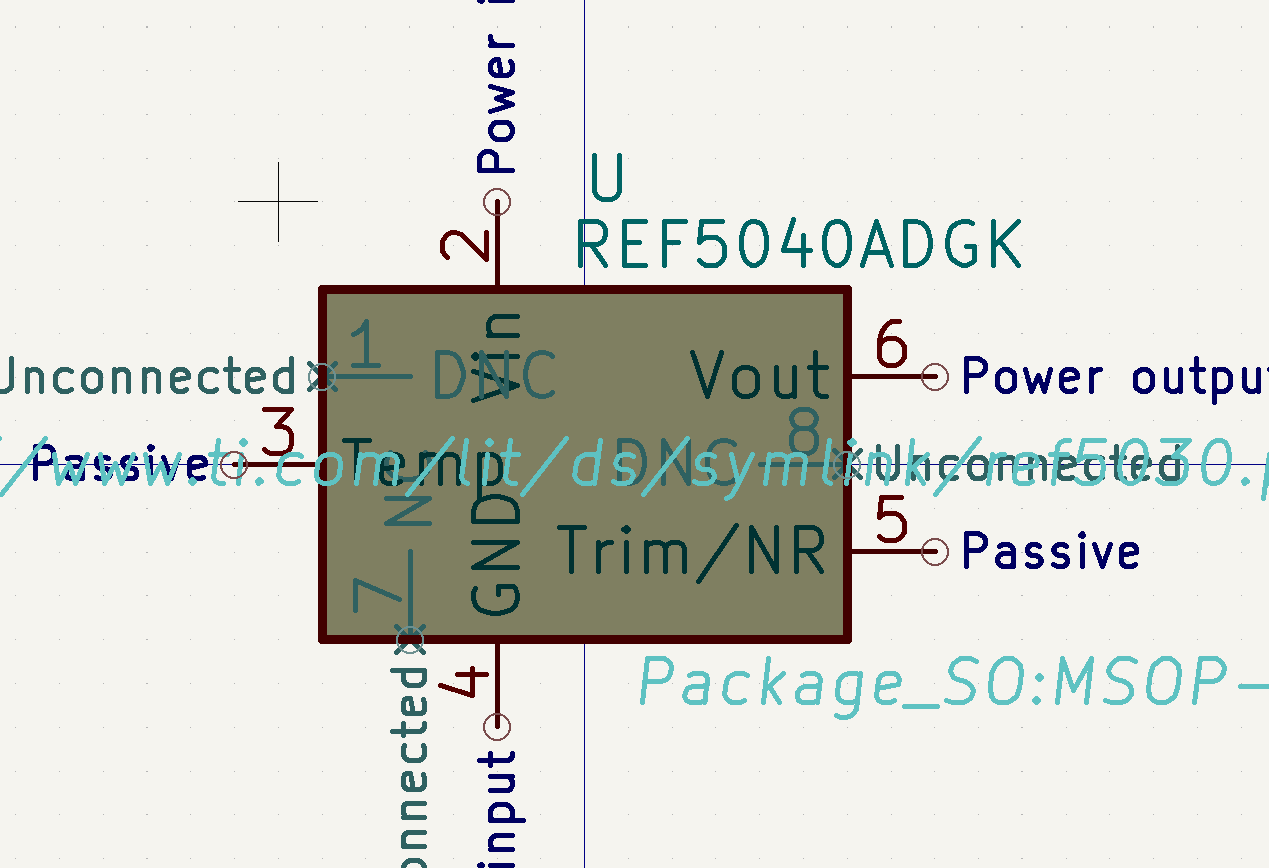 Power i
U
2
REF5040ADGK
Vin
6
Unconnected
1
DNC
Vout
Power output
3
8
Passive
Temp
DNC
Unconnected
/www.ti.com/lit/ds/symlink/ref5030.p
N
5
GND
Trim/NR
Passive
7
4
Package_SO:MSOP-
onnected
input